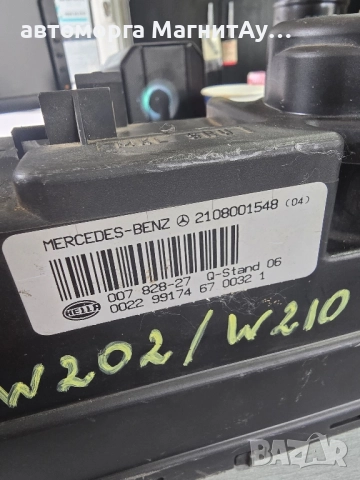 автоморга МагнитАу...
MERCEDES-BENZ 2108001548 (04)
007 828-27 Q-Stand 06
0022 99174 67 0032 1
HELLA
W202/W210
bazar